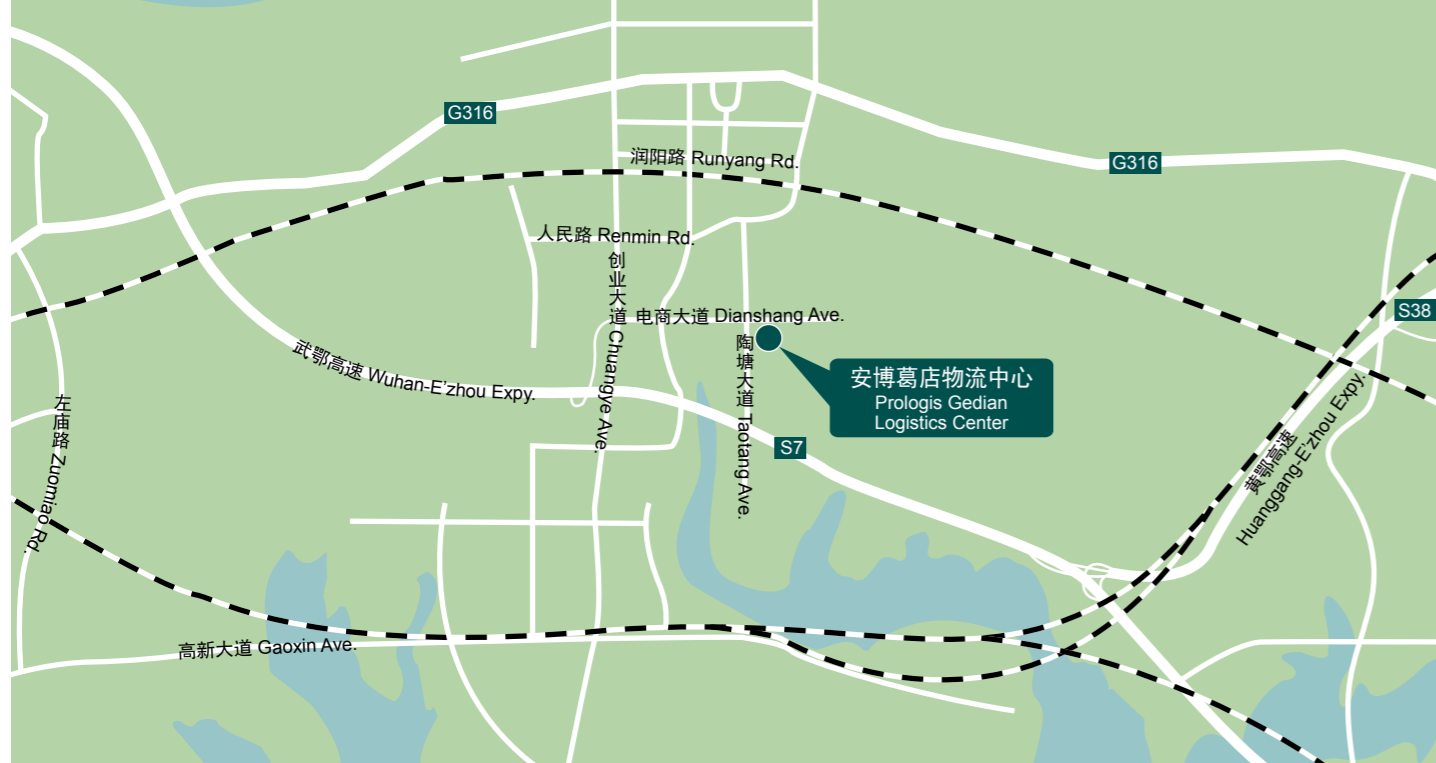 G316
润阳路 Runyang Rd.
G316
人民路 Renmin Rd.
创业大道 Chuangye Ave.
电商大道 Dianshang Ave.
S38
陶塘大道 Taotang Ave.
武鄂高速 Wuhan-E'zhou Expy.
安博葛店物流中心
Prologis Gedian
Logistics Center
左庙路 Zuomiao Rd.
S7
黄鄂高速
Huanggang-E'zhou Expy.
高新大道 Gaoxin Ave.